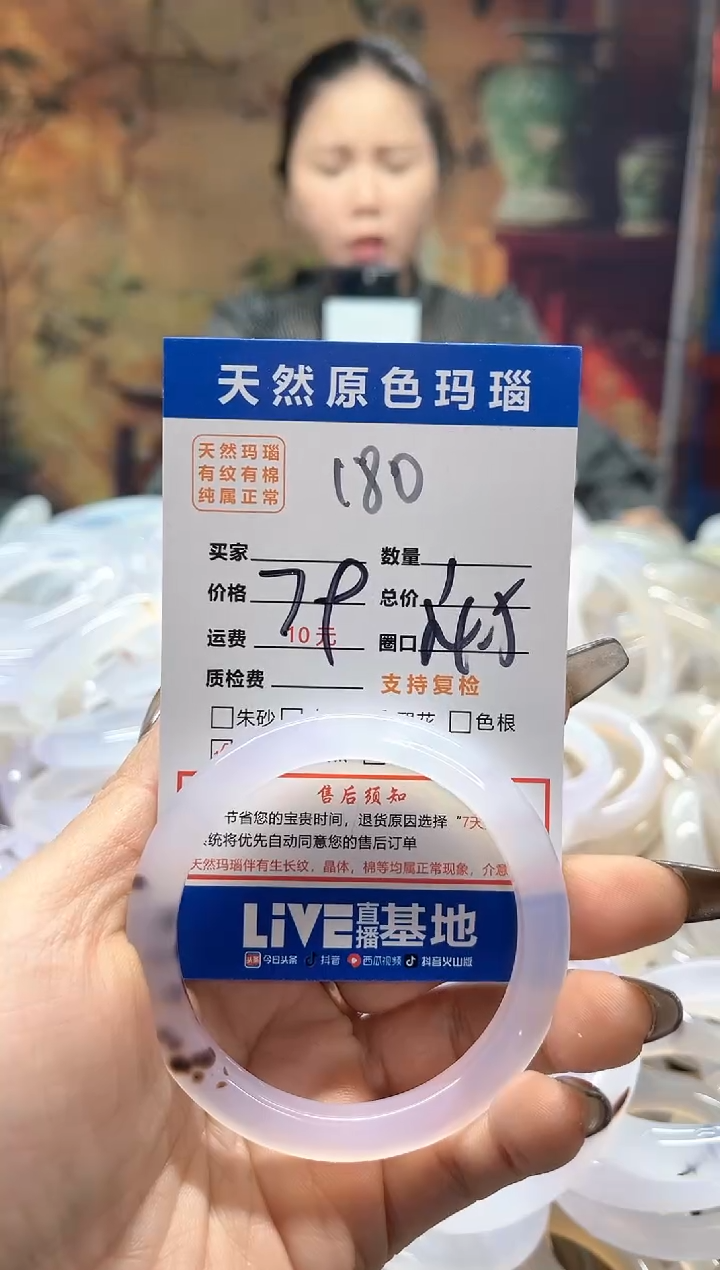 天然原色玛瑙
天然玛瑙
有纹有棉
纯属正常
180
买家 数量
价格 总价
运费 10元 圈口
质检费 支持复检
朱砂 色根
售后须知
节省您的宝贵时间，退货原因选择“7天
统将优先自动同意您的售后订单
天然玛瑙伴有生长纹，晶体，棉等均属正常现象，介意
LiVE直播基地
头条 今日头条 抖音 西瓜视频 抖音火山版